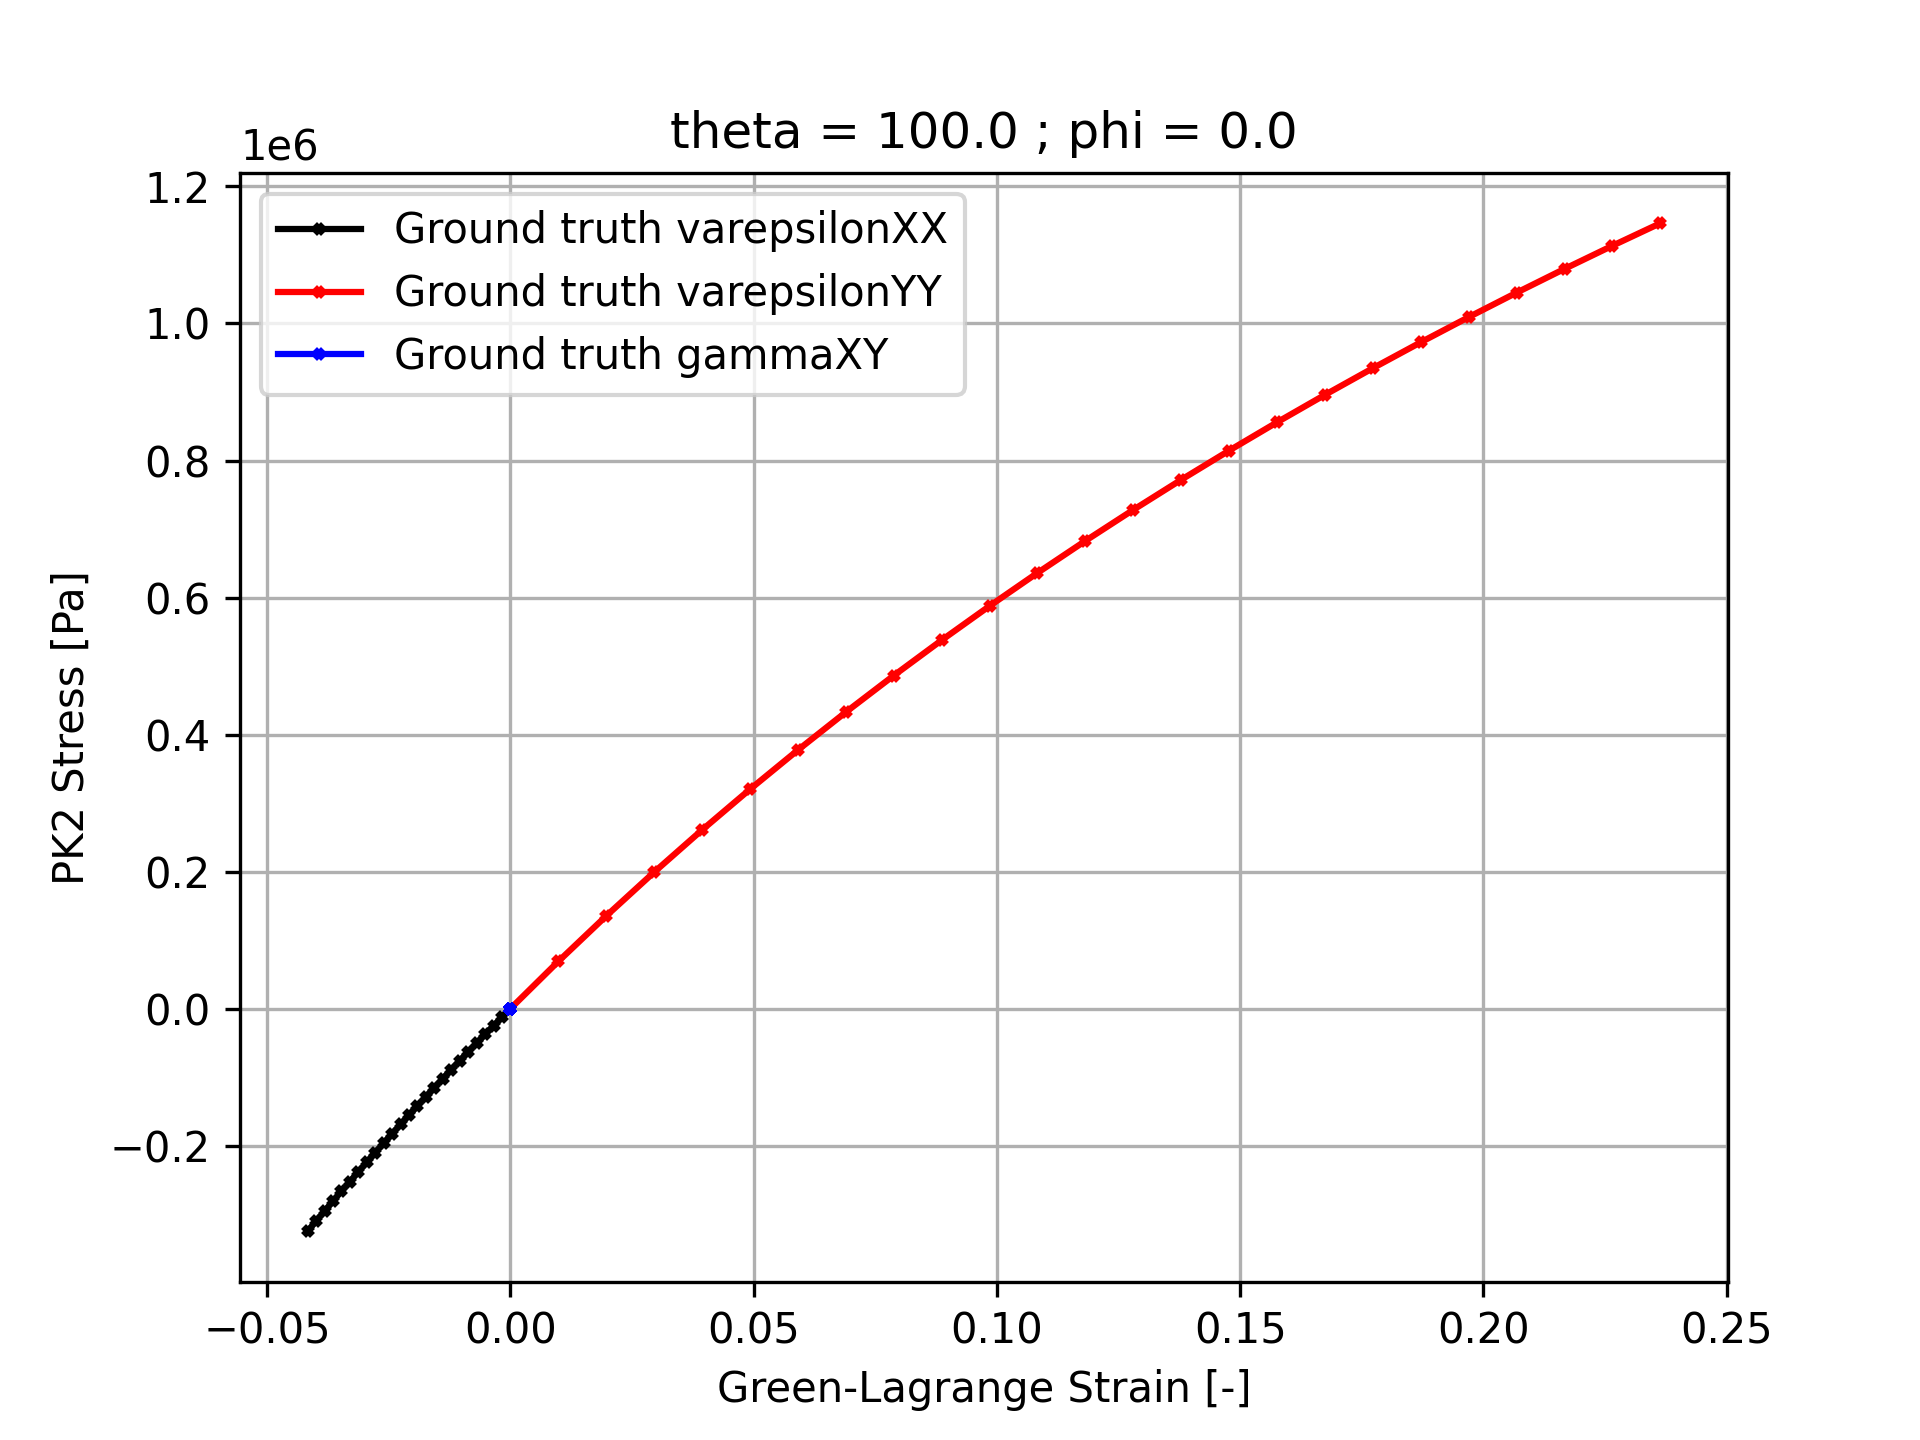 theta = 100.0 ; phi = 0.0
1e6
1.2
1.0
0.8
0.6
0.4
0.2
0.0
−0.2
PK2 Stress [Pa]
Ground truth varepsilonXX
Ground truth varepsilonYY
Ground truth gammaXY
−0.05 0.00 0.05 0.10 0.15 0.20 0.25
Green-Lagrange Strain [-]